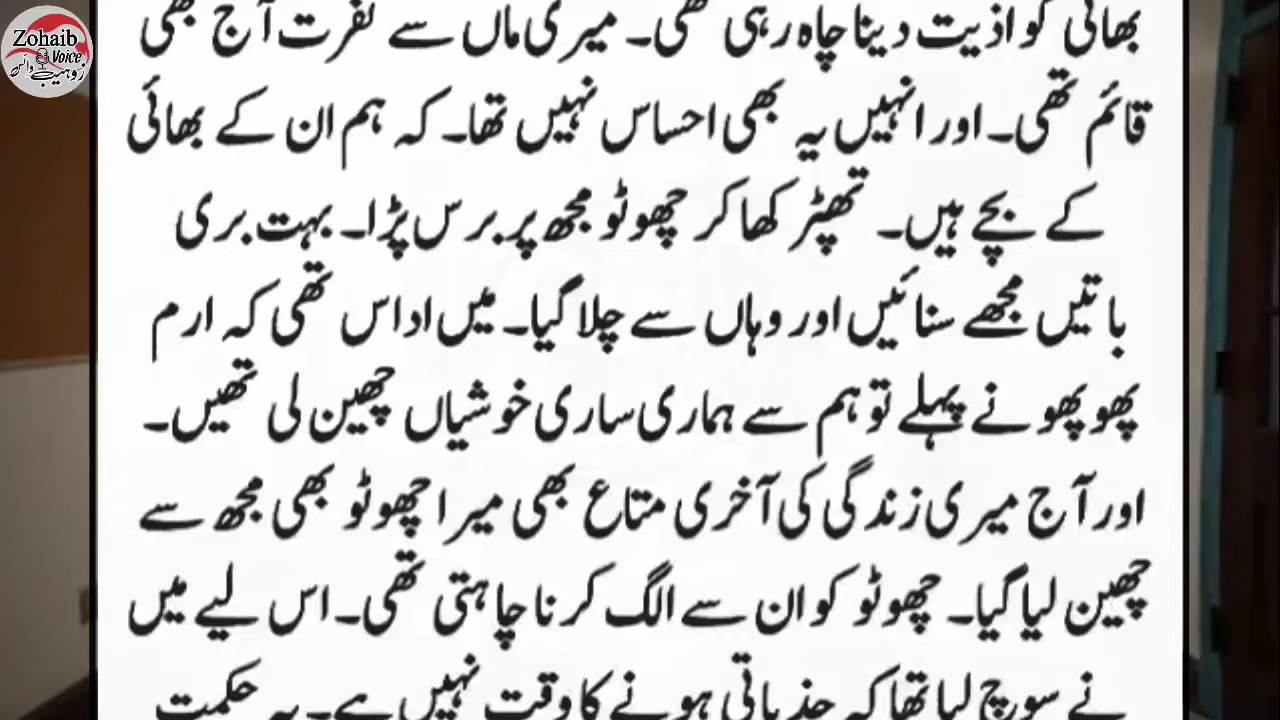 Zohaib
Voice
زوہیب وائس
بھائی کو اذیت دینا چاہ رہی تھی۔ میری ماں سے نفرت آج بھی
قائم تھی۔ اور انہیں یہ بھی احساس نہیں تھا۔ کہ ہم ان کے بھائی
کے بچے ہیں۔ تھپڑ کھا کر چھوٹو مجھ پر برس پڑا۔ بہت بری
باتیں مجھے سنائیں اور وہاں سے چلا گیا۔ میں اداس تھی کہ ارم
پھوپھو نے پہلے تو ہم سے ہماری ساری خوشیاں چھین لی تھیں۔
اور آج میری زندگی کی آخری متاع بھی میرا چھوٹو بھی مجھ سے
چھین لیا گیا۔ چھوٹو کو ان سے الگ کرنا چاہتی تھی۔ اس لیے میں
نے سوچ لیا تھا کہ جذباتی ہونے کا وقت نہیں ہے۔ یہ حکمت